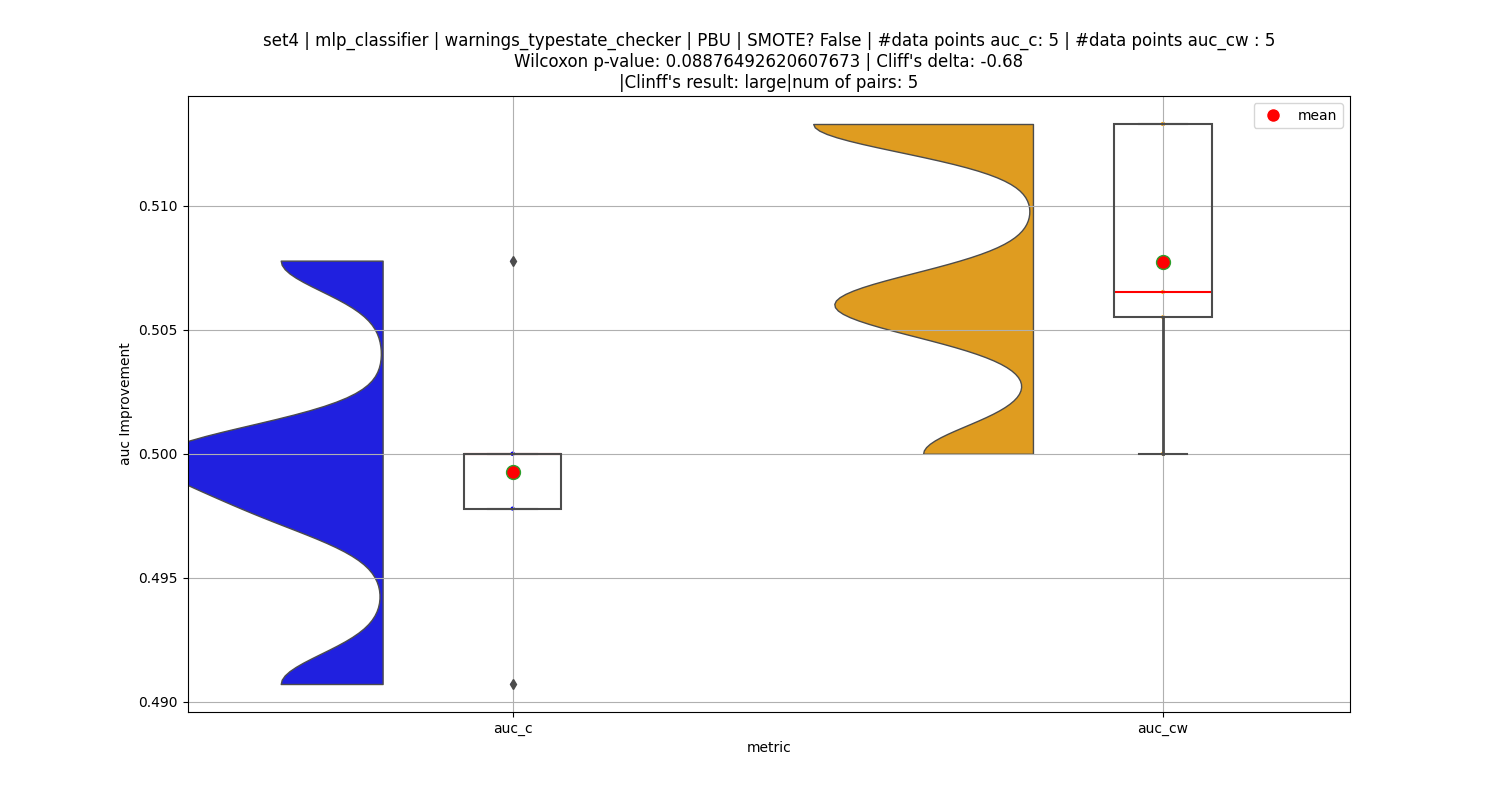 set4 | mlp_classifier | warnings_typestate_checker | PBU | SMOTE? False | #data points auc_c: 5 | #data points auc_cw : 5
Wilcoxon p-value: 0.08876492620607673 | Cliff's delta: -0.68
|Clinff's result: large|num of pairs: 5
mean
0.510
0.505
0.500
0.495
0.490
auc Improvement
auc_c
auc_cw
metric